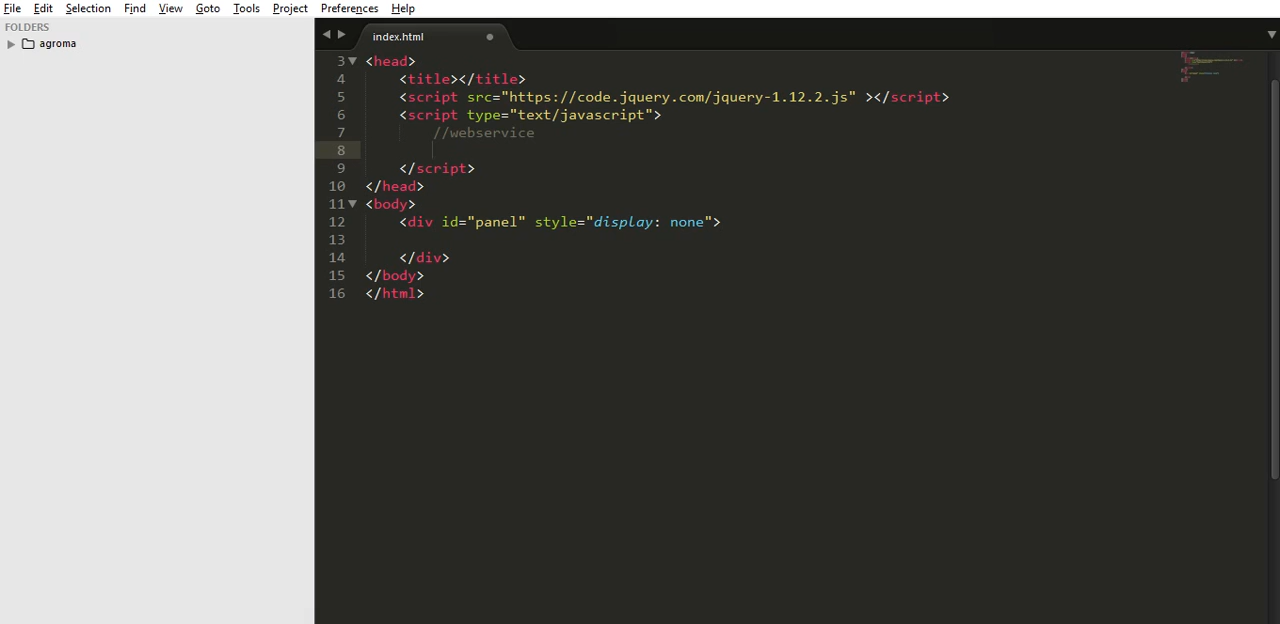 File Edit Selection Find View Goto Tools Project Preferences Help
FOLDERS
agroma
index.html
3 <head>
4 <title></title>
5 <script src="https://code.jquery.com/jquery-1.12.2.js" ></script>
6 <script type="text/javascript">
7 //webservice
8
9 </script>
10 </head>
11 <body>
12 <div id="panel" style="display: none">
13
14 </div>
15 </body>
16 </html>